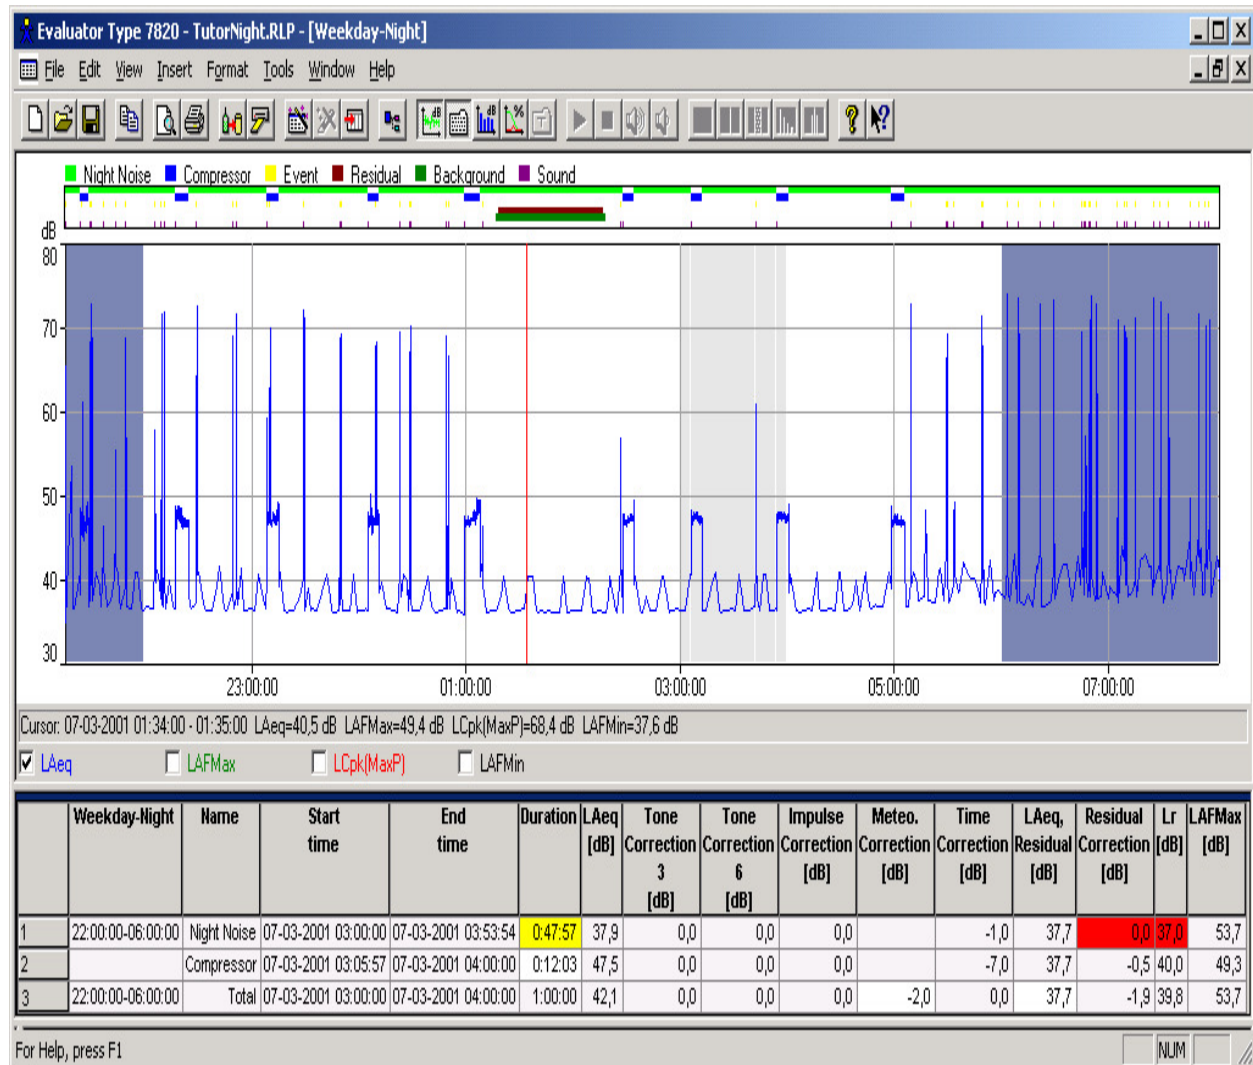 Evaluator Type 7820 - TutorNight.RLP - [Weekday-Night]
File Edit View Insert Format Tools Window Help
Night Noise Compressor Event Residual Background Sound
dB
80
70
60
50
40
30
23:00:00 01:00:00 03:00:00 05:00:00 07:00:00
Cursor: 07-03-2001 01:34:00 - 01:35:00 LAeq=40,5 dB LAFMax=49,4 dB LCpk(MaxP)=68,4 dB LAFMin=37,6 dB
LAeq LAFMax LCpk(MaxP) LAFMin
Weekday-Night Name Start time End time Duration LAeq [dB] Tone Correction 3 [dB] Tone Correction 6 [dB] Impulse Correction [dB] Meteo. Correction [dB] Time Correction [dB] LAeq, Residual [dB] Residual Correction [dB] Lr [dB] LAFMax [dB]
1 22:00:00-06:00:00 Night Noise 07-03-2001 03:00:00 07-03-2001 03:53:54 0:47:57 37,9 0,0 0,0 0,0 -1,0 37,7 0,0 37,0 53,7
2 Compressor 07-03-2001 03:05:57 07-03-2001 04:00:00 0:12:03 47,5 0,0 0,0 0,0 -7,0 37,7 -0,5 40,0 49,3
3 22:00:00-06:00:00 Total 07-03-2001 03:00:00 07-03-2001 04:00:00 1:00:00 42,1 0,0 0,0 0,0 -2,0 0,0 37,7 -1,9 39,8 53,7
For Help, press F1 NUM